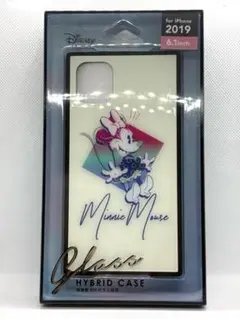 Disney
for iPhone
2019
6.1inch
Minnie Mouse
Glass
HYBRID CASE